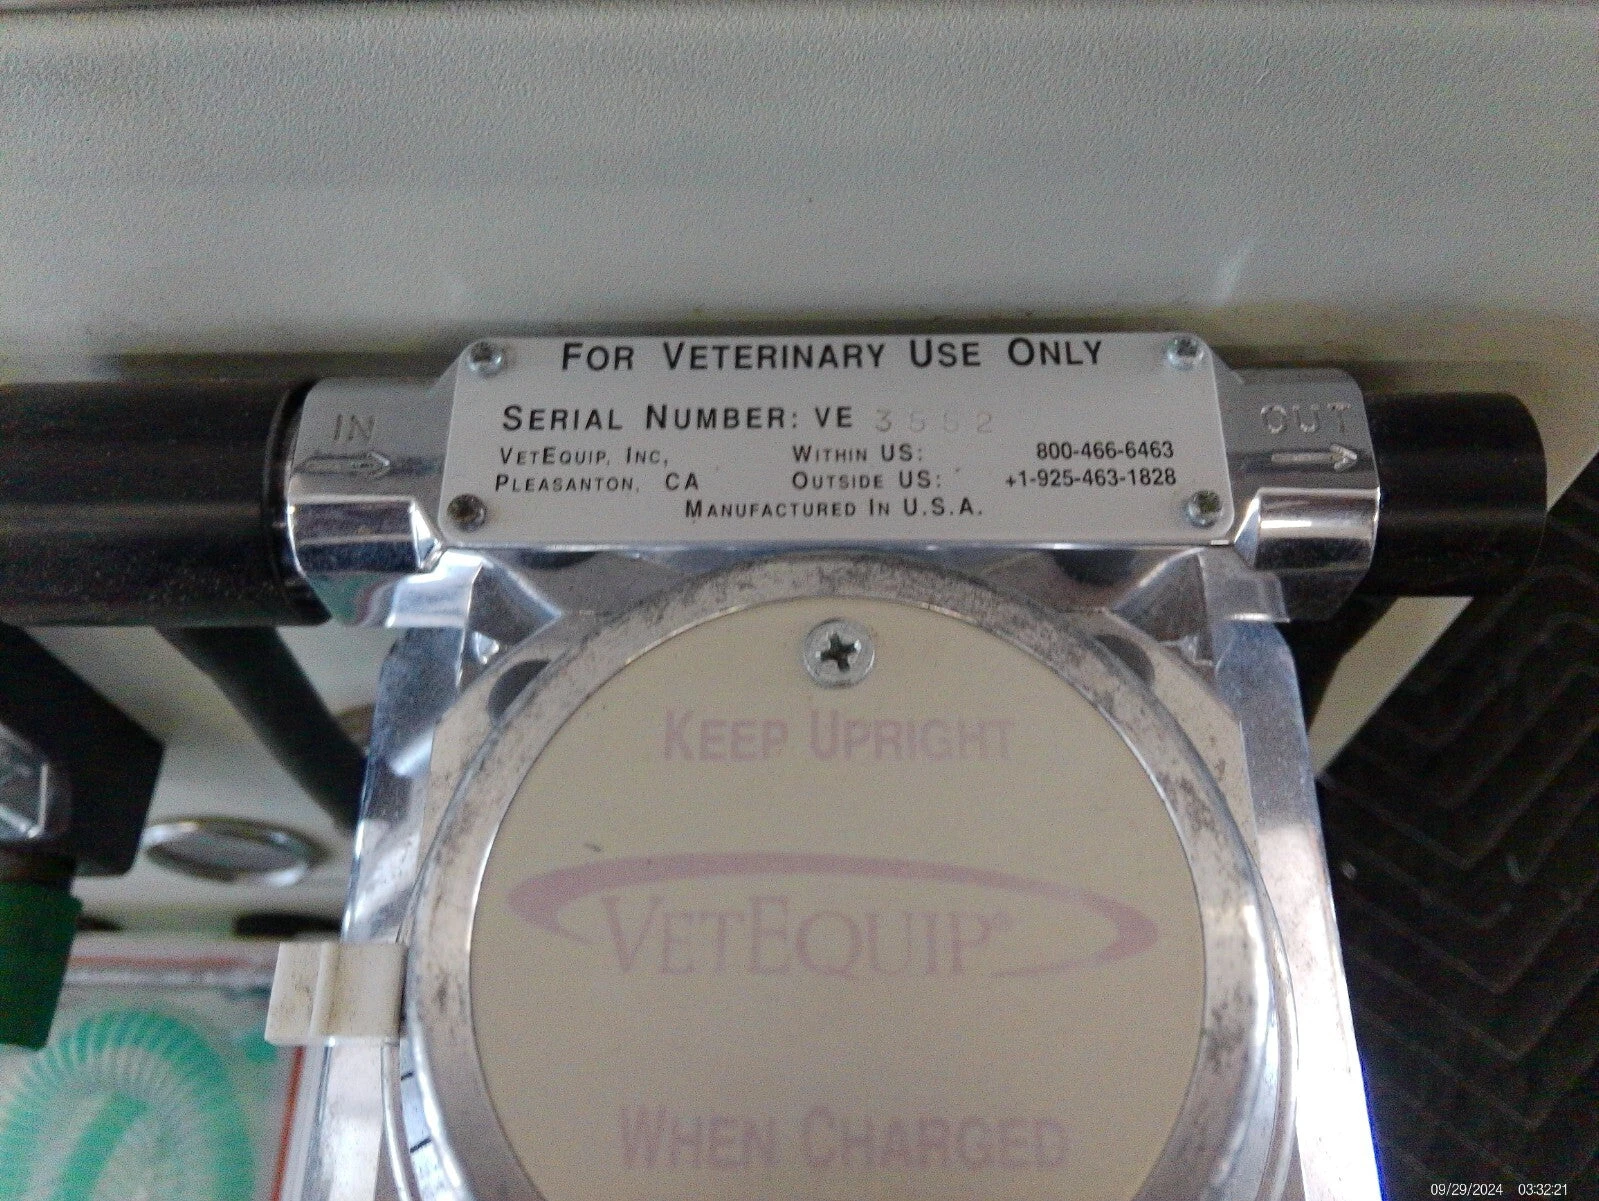 FOR VETERINARY USE ONLY
SERIAL NUMBER: VE
IN
OUT
VETEQUIP, INC, WITHIN US: 800-466-6463
PLEASANTON, CA OUTSIDE US: +1-925-463-1828
MANUFACTURED IN U.S.A.
KEEP UPRIGHT
VETEQUIP
WHEN CHARGED
09/29/2024 03:32:21